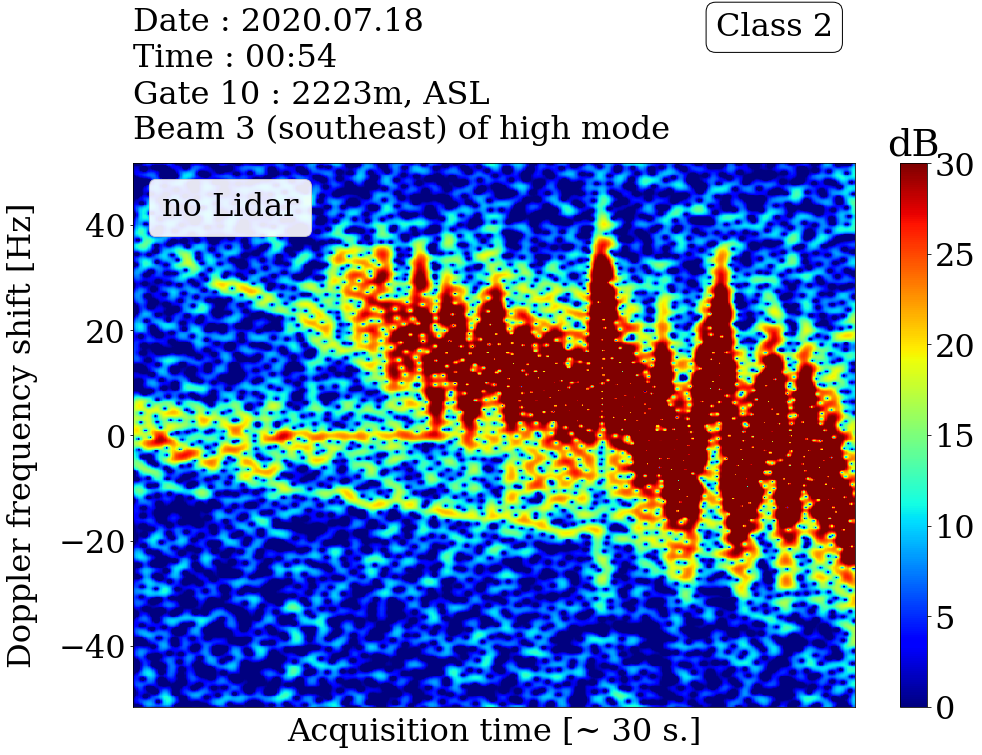 Date : 2020.07.18
Time : 00:54
Gate 10 : 2223m, ASL
Beam 3 (southeast) of high mode
Class 2
dB
no Lidar
Doppler frequency shift [Hz]
40
20
0
−20
−40
30
25
20
15
10
5
0
Acquisition time [~ 30 s.]